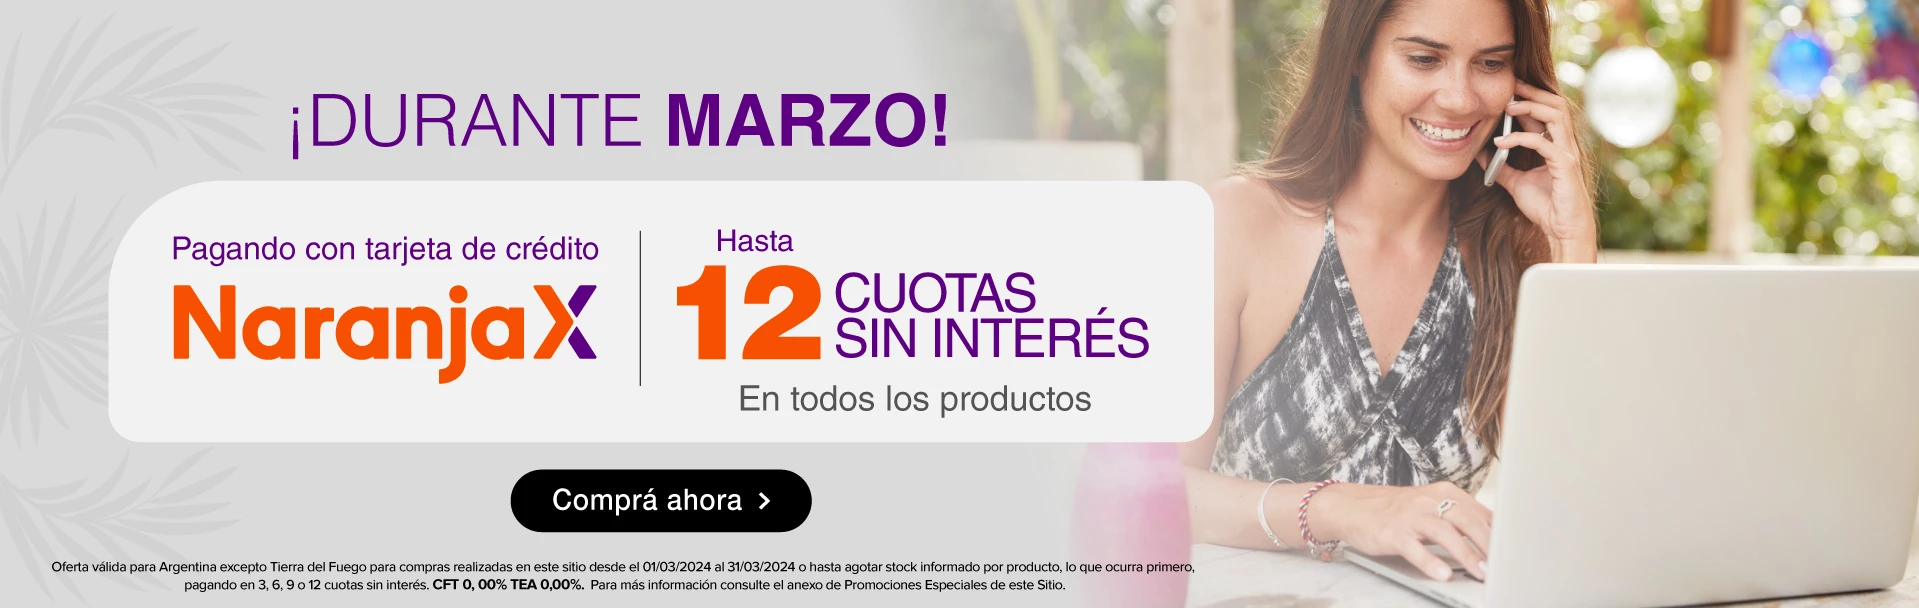 ¡DURANTE MARZO!
Pagando con tarjeta de crédito
NaranjaX
Hasta
12 CUOTAS
SIN INTERÉS
En todos los productos
Comprá ahora >
Oferta válida para Argentina excepto Tierra del Fuego para compras realizadas en este sitio desde el 01/03/2024 al 31/03/2024 o hasta agotar stock informado por producto, lo que ocurra primero,
pagando en 3, 6, 9 o 12 cuotas sin interés. CFT 0, 00% TEA 0,00%. Para más información consulte el anexo de Promociones Especiales de este Sitio.